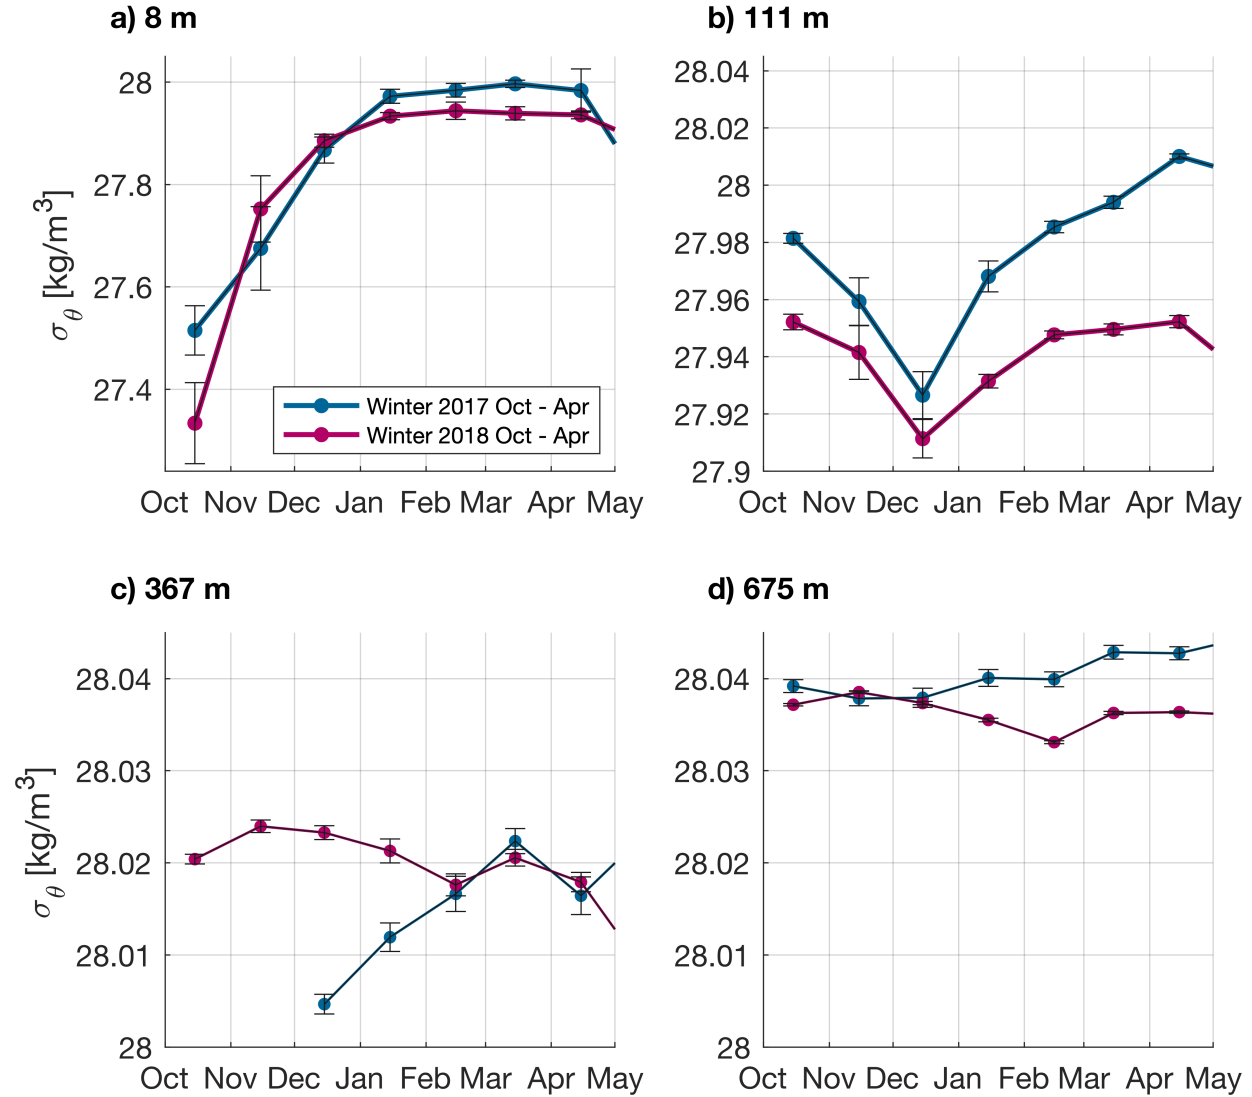 a) 8 m
28
27.8
27.6
27.4
σθ [kg/m³]
Winter 2017 Oct - Apr
Winter 2018 Oct - Apr
Oct Nov Dec Jan Feb Mar Apr May
b) 111 m
28.04
28.02
28
27.98
27.96
27.94
27.92
27.9
Oct Nov Dec Jan Feb Mar Apr May
c) 367 m
28.04
28.03
28.02
28.01
28
σθ [kg/m³]
Oct Nov Dec Jan Feb Mar Apr May
d) 675 m
28.04
28.03
28.02
28.01
28
Oct Nov Dec Jan Feb Mar Apr May